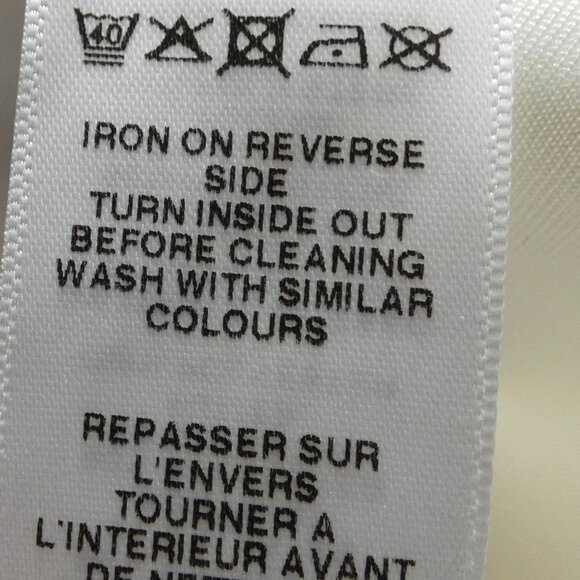 40
IRON ON REVERSE
SIDE
TURN INSIDE OUT
BEFORE CLEANING
WASH WITH SIMILAR
COLOURS
REPASSER SUR
L'ENVERS
TOURNER A
L'INTERIEUR AVANT
DE